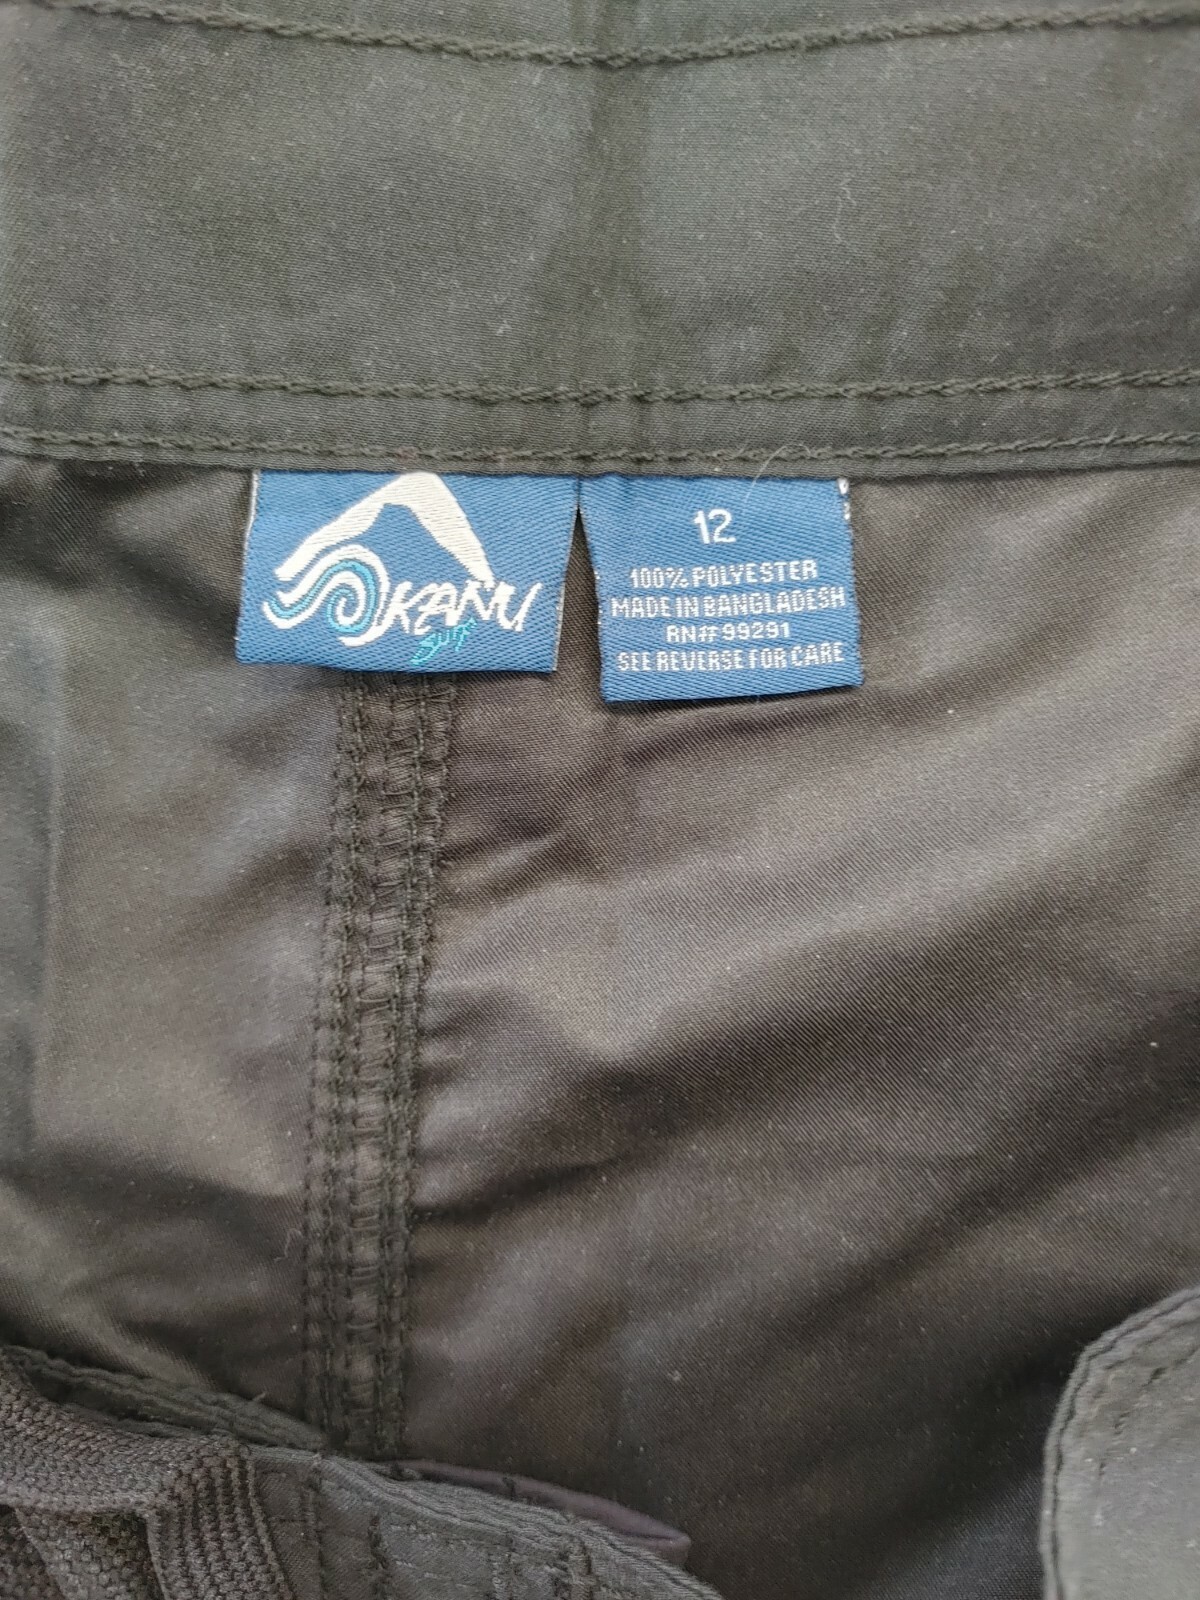 KANU
Surf
12
100% POLYESTER
MADE IN BANGLADESH
RN# 99291
SEE REVERSE FOR CARE